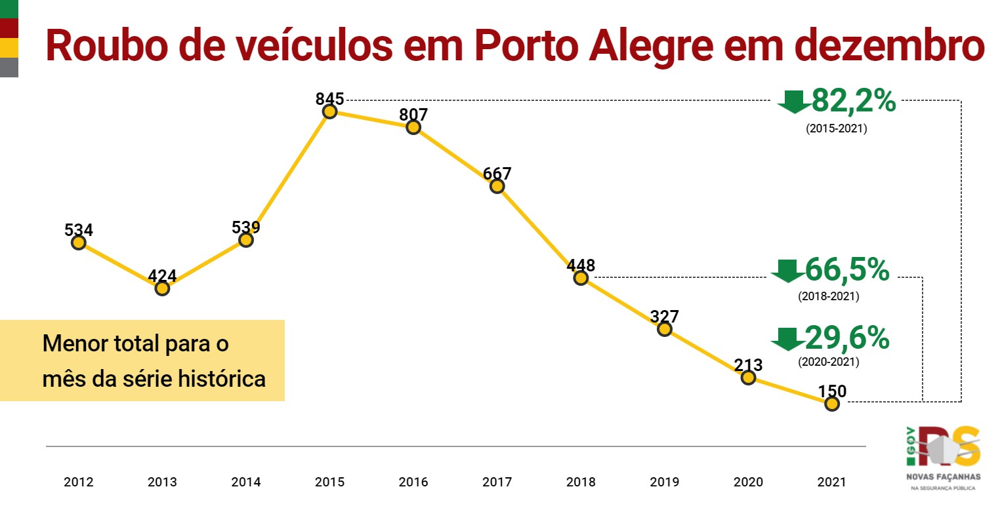 Roubo de veículos em Porto Alegre em dezembro
845
82,2%
(2015-2021)
807
667
534
539
424
448
66,5%
(2018-2021)
327
29,6%
(2020-2021)
213
150
Menor total para o
mês da série histórica
.GOV
RS
NOVAS FAÇANHAS
NA SEGURANÇA PÚBLICA
2012 2013 2014 2015 2016 2017 2018 2019 2020 2021